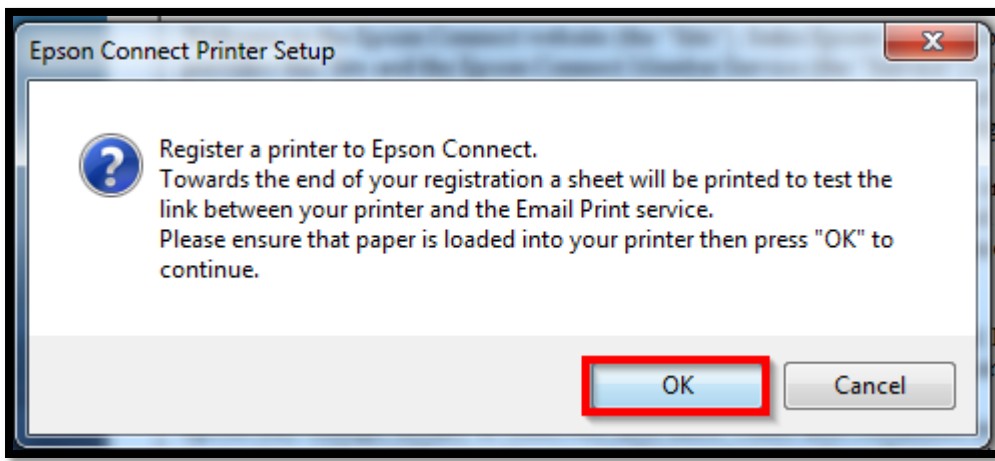 Epson Connect Printer Setup
Register a printer to Epson Connect.
Towards the end of your registration a sheet will be printed to test the
link between your printer and the Email Print service.
Please ensure that paper is loaded into your printer then press "OK" to
continue.
OK
Cancel